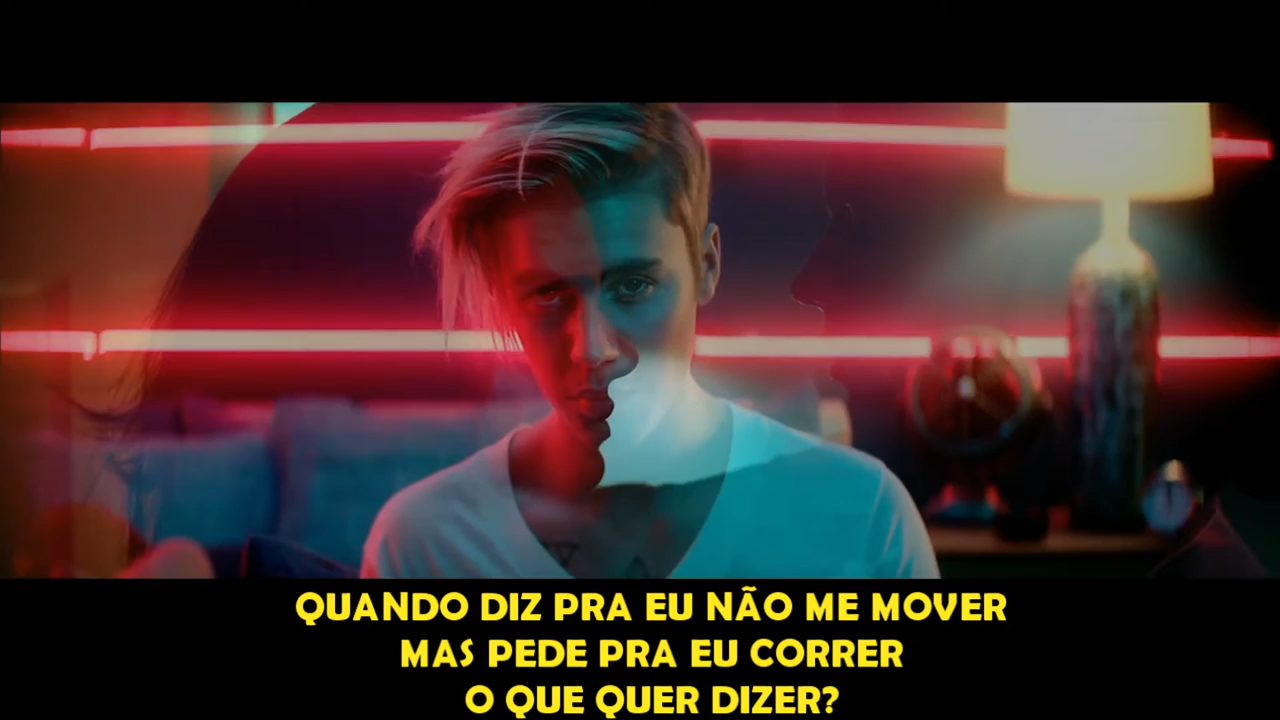 QUANDO DIZ PRA EU NÃO ME MOVER
MAS PEDE PRA EU CORRER
O QUE QUER DIZER?